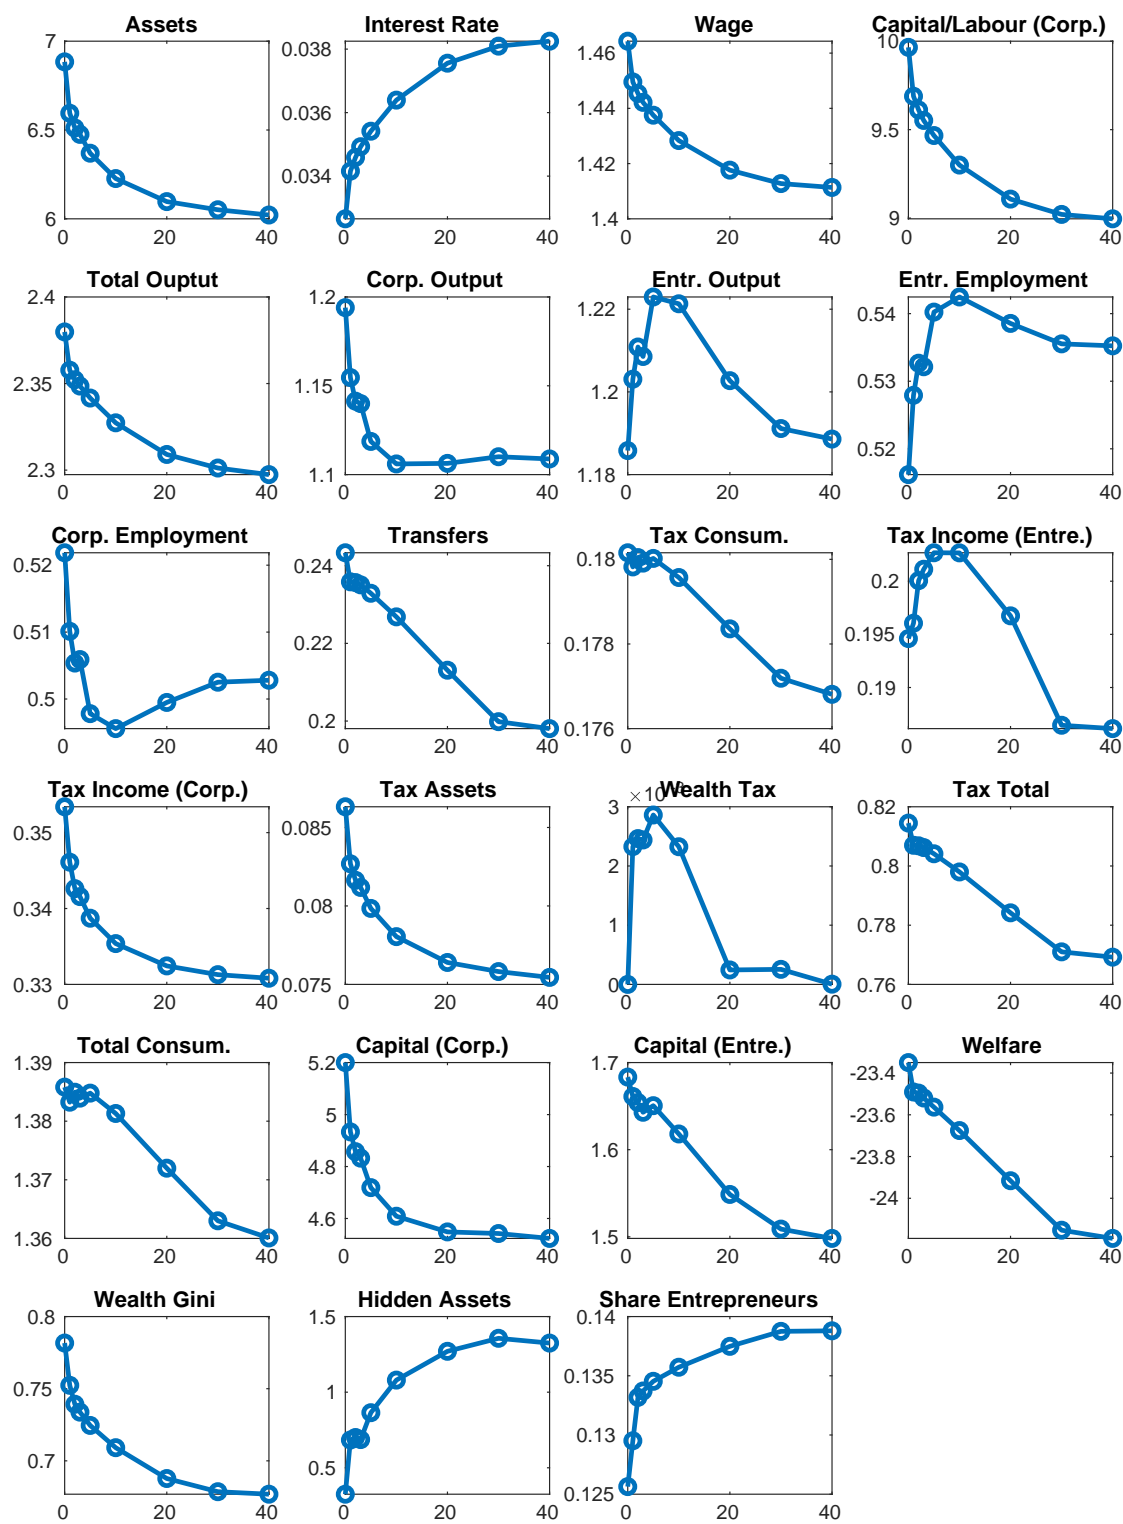 Assets
Interest Rate
Wage
Capital/Labour (Corp.)
7
6.5
6
0 20 40
0.038
0.036
0.034
0 20 40
1.46
1.44
1.42
1.4
0 20 40
10
9.5
9
0 20 40
Total Ouptut
Corp. Output
Entr. Output
Entr. Employment
2.4
2.35
2.3
0 20 40
1.2
1.15
1.1
0 20 40
1.22
1.2
1.18
0 20 40
0.54
0.53
0.52
0 20 40
Corp. Employment
Transfers
Tax Consum.
Tax Income (Entre.)
0.52
0.51
0.5
0 20 40
0.24
0.22
0.2
0 20 40
0.18
0.178
0.176
0 20 40
0.2
0.195
0.19
0 20 40
Tax Income (Corp.)
Tax Assets
Wealth Tax
Tax Total
0.35
0.34
0.33
0 20 40
0.085
0.08
0.075
0 20 40
×10
3
2
1
0
0 20 40
0.82
0.8
0.78
0.76
0 20 40
Total Consum.
Capital (Corp.)
Capital (Entre.)
Welfare
1.39
1.38
1.37
1.36
0 20 40
5.2
5
4.8
4.6
0 20 40
1.7
1.6
1.5
0 20 40
-23.4
-23.6
-23.8
-24
0 20 40
Wealth Gini
Hidden Assets
Share Entrepreneurs
0.8
0.75
0.7
0 20 40
1.5
1
0.5
0 20 40
0.14
0.135
0.13
0.125
0 20 40